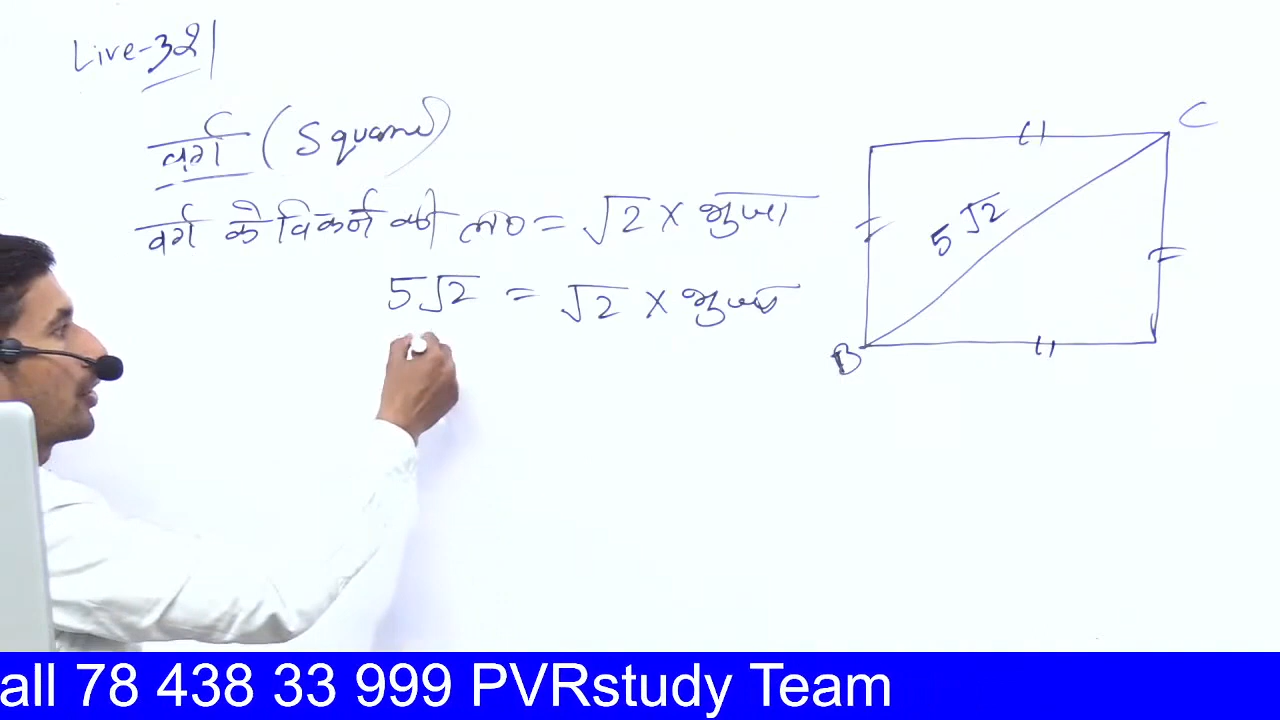 Live-321
वर्ग (Square)
वर्ग के विकर्ण की ल० = √2 × भुजा
5√2 = √2 × भुजा
C
5√2
B
all 78 438 33 999 PVRstudy Team